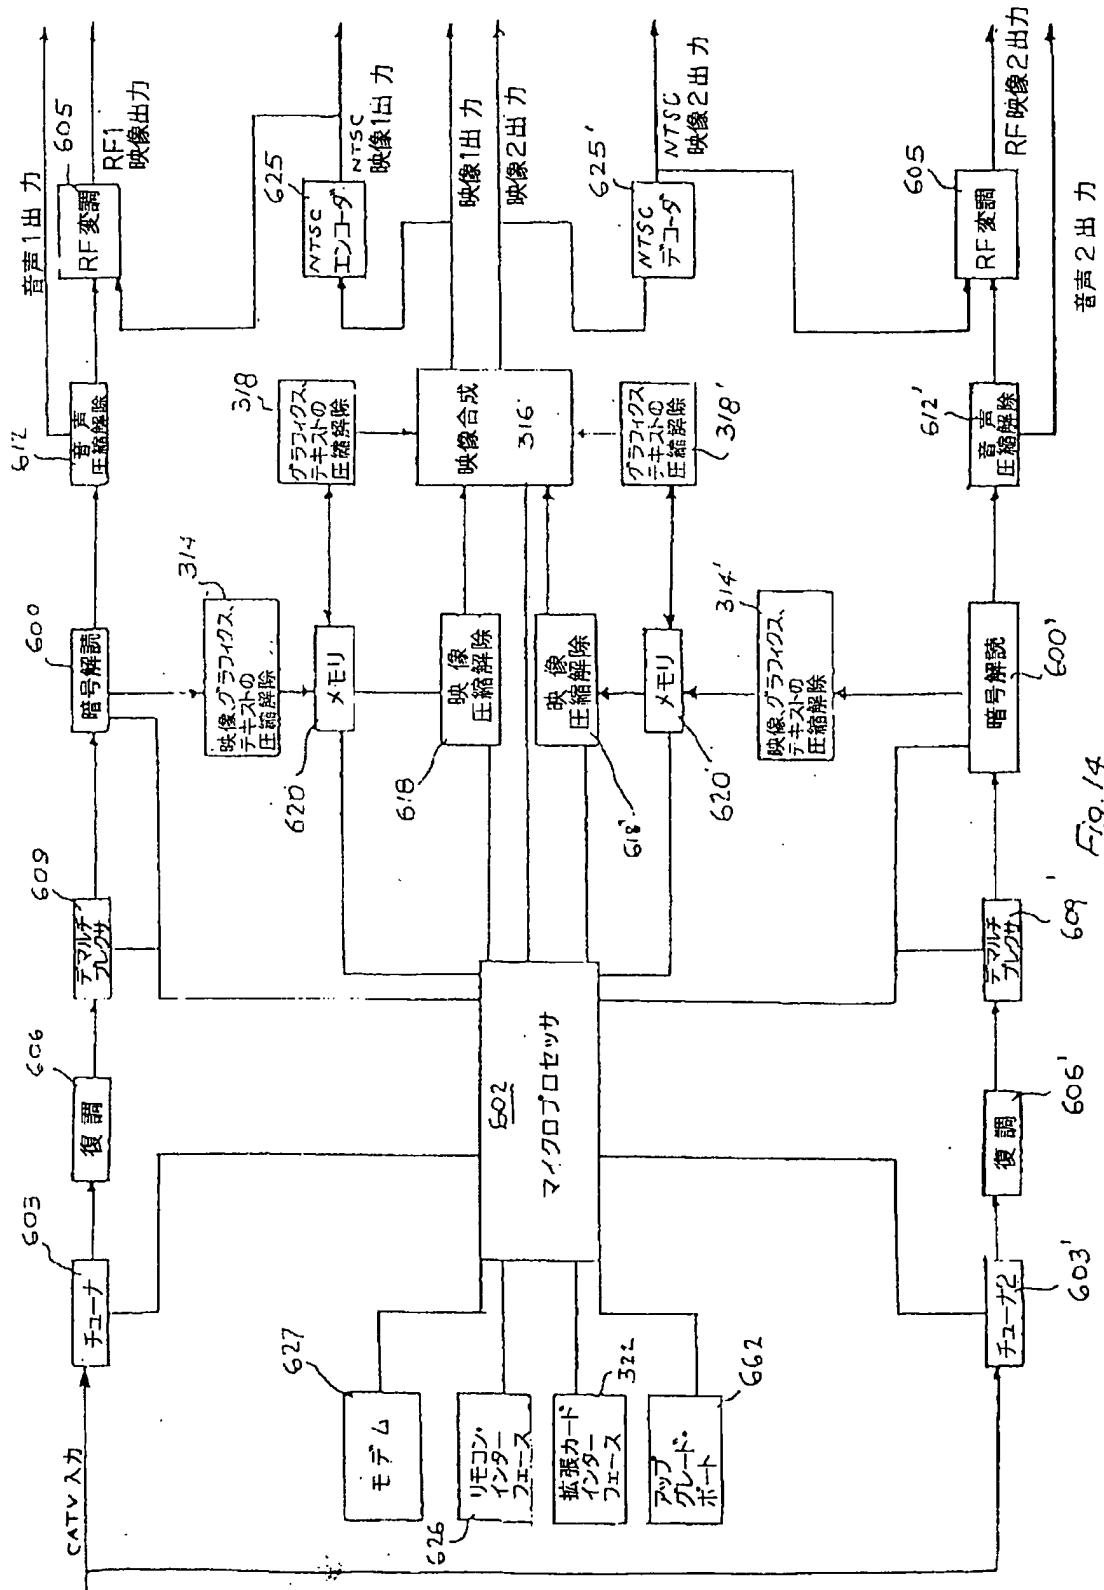 CATV 入力
チューナ
603
復調
606
デマルチ
プレクサ
609
暗号解読
600
音声
圧縮解除
612
音声1出力
RF変調
605
RF1
映像出力
映像、グラフィクス、
テキストの
圧縮解除
314
メモリ
620
グラフィクス、
テキストの
圧縮解除
318
NTSC
エンコーダ
625
NTSC
映像1出力
モデム
627
リモコン・
インター
フェース
626
拡張カード
インター
フェース
322
アップ
グレード・
ポート
662
602
マイクロプロセッサ
映像
圧縮解除
618
映像
圧縮解除
618'
映像合成
316
映像1出力
映像2出力
メモリ
620'
グラフィクス、
テキストの
圧縮解除
318'
NTSC
デコーダ
625'
NTSC
映像2出力
映像、グラフィクス、
テキストの
圧縮解除
314'
チューナ2
603'
復調
606'
デマルチ
プレクサ
609'
暗号解読
600'
音声
圧縮解除
612'
RF変調
605
RF映像2出力
音声2出力
Fig. 14